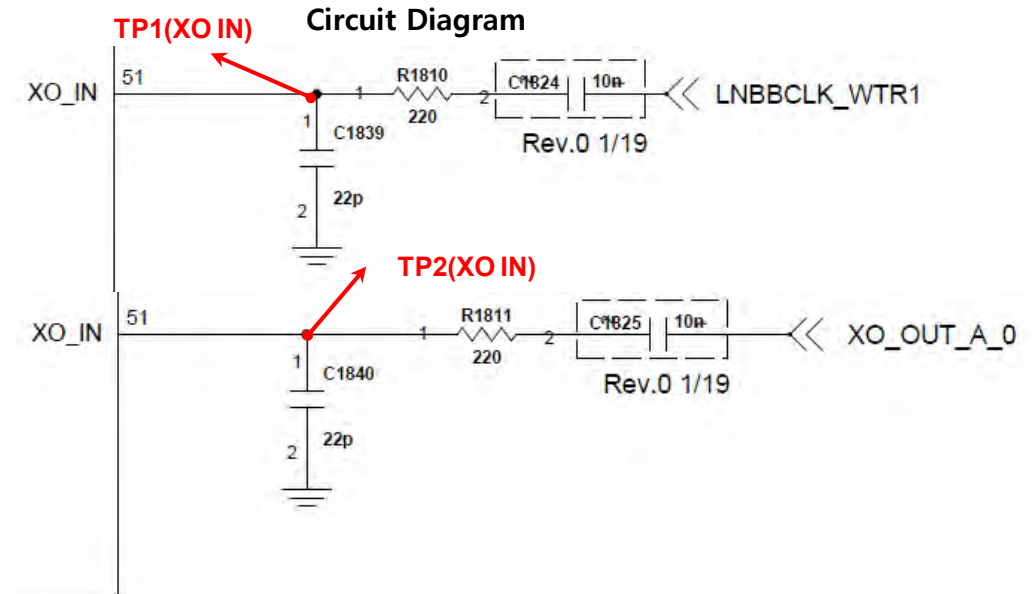 Circuit Diagram
TP1(XO IN)
XO_IN 51 1 R1810 220 2 C1824 10n LNBBCLK_WTR1
Rev.0 1/19
1 C1839
22p
2
TP2(XO IN)
XO_IN 51 1 R1811 220 2 C1825 10n XO_OUT_A_0
Rev.0 1/19
1 C1840
22p
2